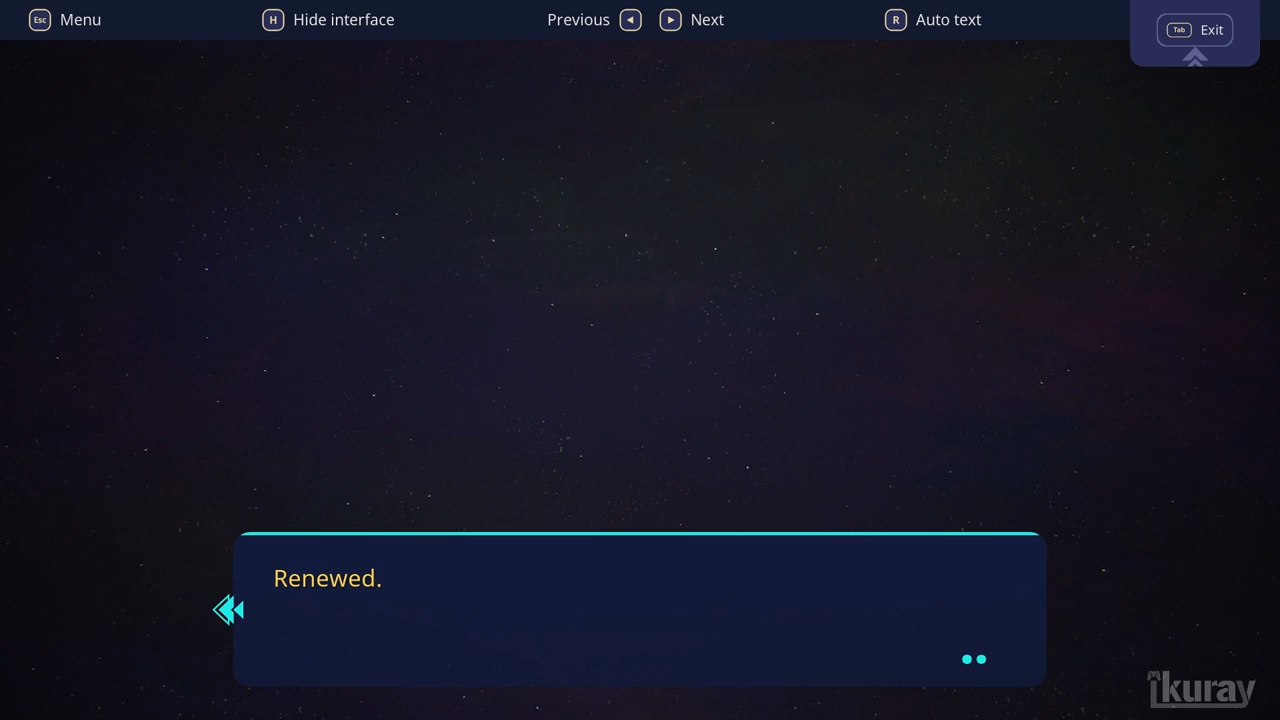 Esc Menu
H Hide interface
Previous Next
R Auto text
Tab Exit
Renewed.
ikuray